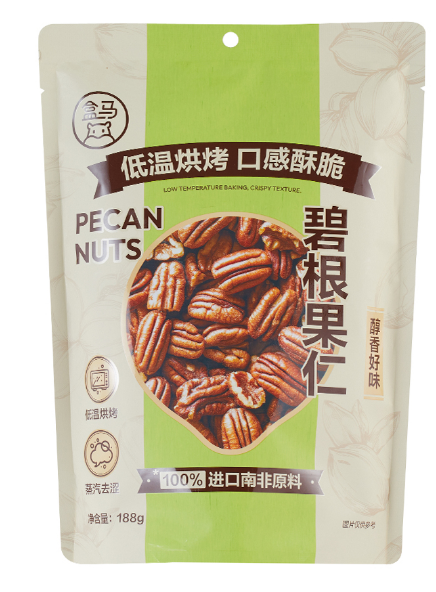 盒马
低温烘烤 口感酥脆
LOW TEMPERATURE BAKING, CRISPY TEXTURE.
PECAN
NUTS
碧根果仁
醇香好味
低温烘烤
蒸汽去涩
100% 进口南非原料
净含量：188g
图片仅供参考